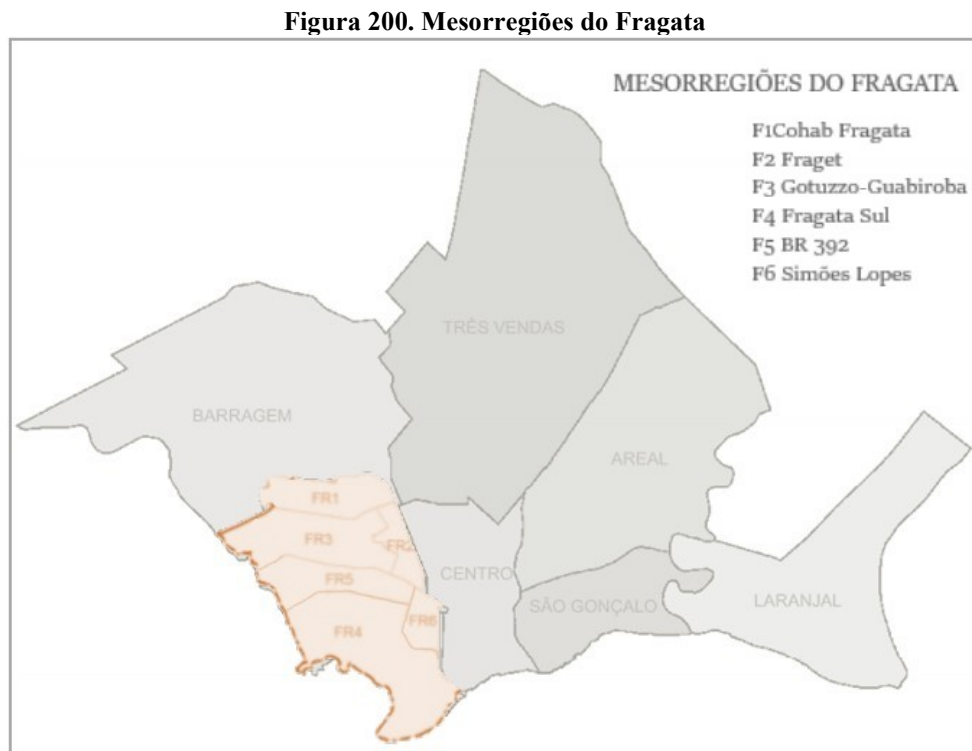 Figura 200. Mesorregiões do Fragata
MESORREGIÕES DO FRAGATA
F1Cohab Fragata
F2 Fraget
F3 Gotuzzo-Guabiroba
F4 Fragata Sul
F5 BR 392
F6 Simões Lopes
TRÊS VENDAS
BARRAGEM
AREAL
FR1
FR3
FR2
FR5
CENTRO
SÃO GONÇALO
LARANJAL
FR6
FR4